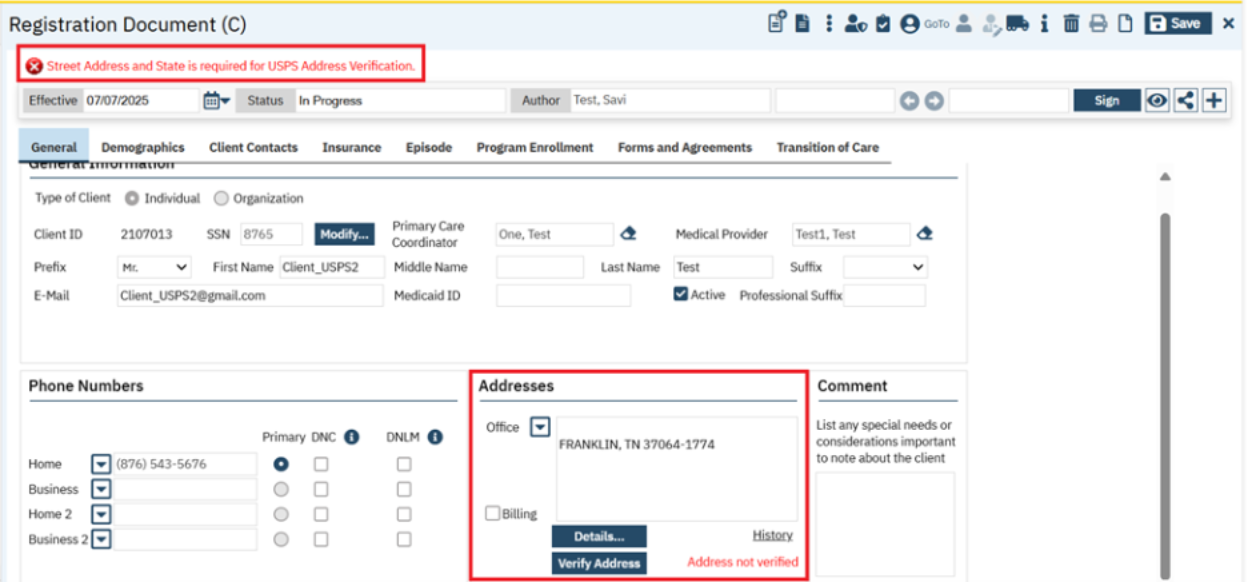 Registration Document (C)
GoTo
Save
Street Address and State is required for USPS Address Verification.
Effective 07/07/2025 Status In Progress Author Test, Savi Sign
General Demographics Client Contacts Insurance Episode Program Enrollment Forms and Agreements Transition of Care
General Information
Type of Client Individual Organization
Client ID 2107013 SSN 8765 Modify... Primary Care Coordinator One, Test Medical Provider Test1, Test
Prefix Mr. First Name Client_USPS2 Middle Name Last Name Test Suffix
E-Mail Client_USPS2@gmail.com Medicaid ID Active Professional Suffix
Phone Numbers
Primary DNC DNLM
Home (876) 543-5676
Business
Home 2
Business 2
Addresses
Office
FRANKLIN, TN 37064-1774
Billing
Details... History
Verify Address Address not verified
Comment
List any special needs or
considerations important
to note about the client